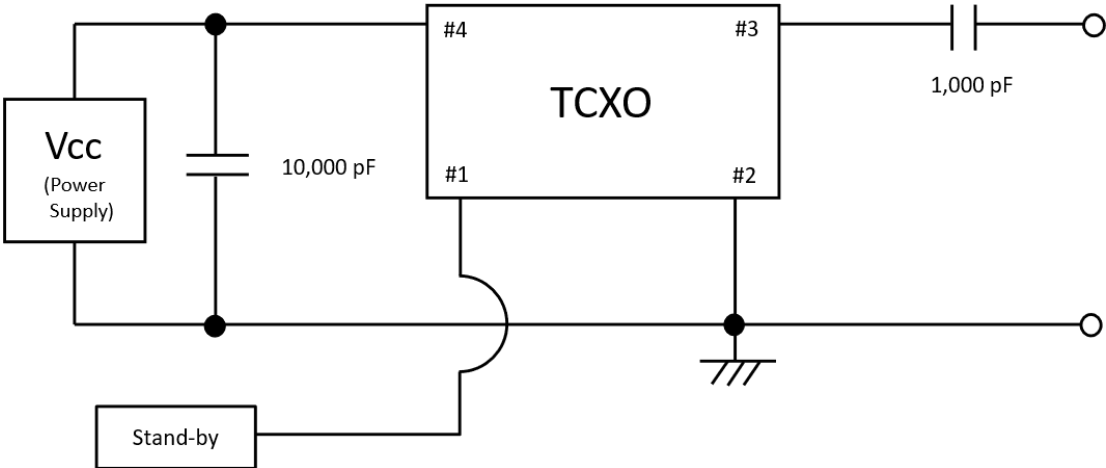 #4
#3
TCXO
1,000 pF
Vcc
(Power
Supply)
10,000 pF
#1
#2
Stand-by